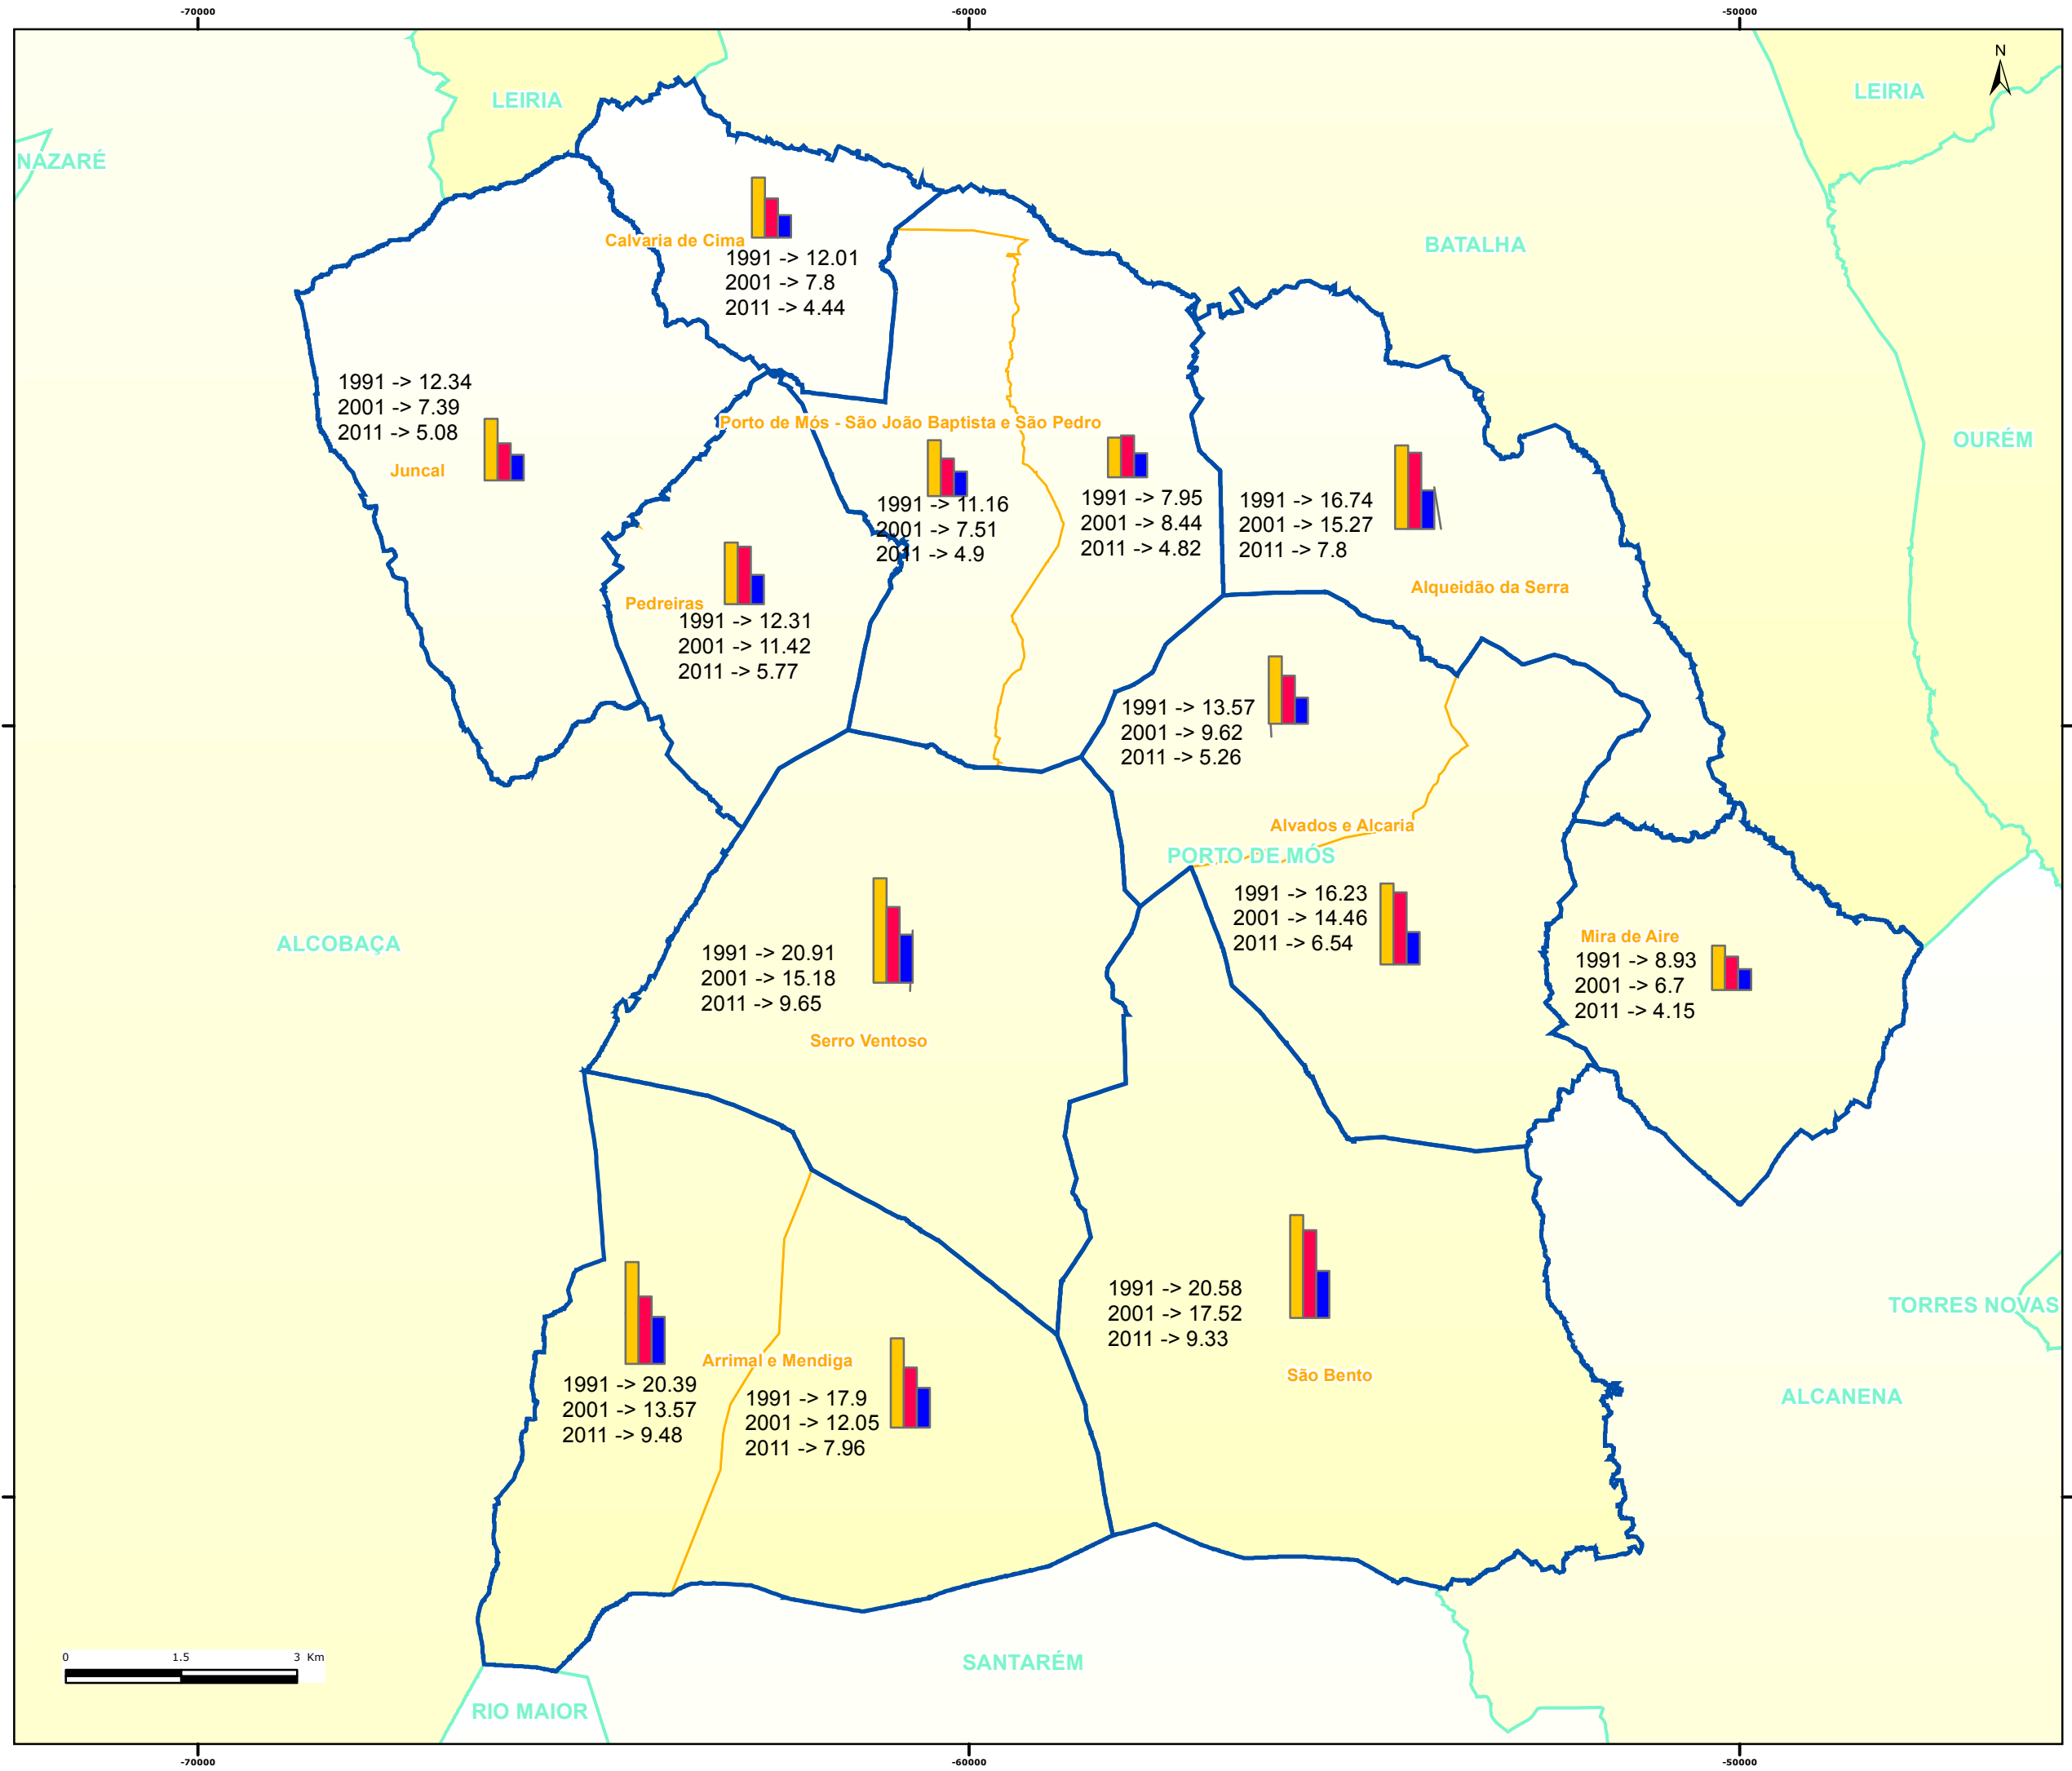 -70000
-60000
-50000
N
LEIRIA
LEIRIA
NAZARÉ
Calvaria de Cima
1991 -> 12.01
2001 -> 7.8
2011 -> 4.44
BATALHA
1991 -> 12.34
2001 -> 7.39
2011 -> 5.08
Juncal
Porto de Mós - São João Baptista e São Pedro
1991 -> 11.16
2001 -> 7.51
2011 -> 4.9
1991 -> 7.95
2001 -> 8.44
2011 -> 4.82
1991 -> 16.74
2001 -> 15.27
2011 -> 7.8
Alqueidão da Serra
OURÉM
Pedreiras
1991 -> 12.31
2001 -> 11.42
2011 -> 5.77
1991 -> 13.57
2001 -> 9.62
2011 -> 5.26
Alvados e Alcaria
PORTO DE MÓS
1991 -> 16.23
2001 -> 14.46
2011 -> 6.54
Mira de Aire
1991 -> 8.93
2001 -> 6.7
2011 -> 4.15
ALCOBAÇA
1991 -> 20.91
2001 -> 15.18
2011 -> 9.65
Serro Ventoso
1991 -> 20.58
2001 -> 17.52
2011 -> 9.33
São Bento
TORRES NOVAS
ALCANENA
Arrimal e Mendiga
1991 -> 20.39
2001 -> 13.57
2011 -> 9.48
1991 -> 17.9
2001 -> 12.05
2011 -> 7.96
0 1.5 3 Km
SANTARÉM
RIO MAIOR
-70000
-60000
-50000